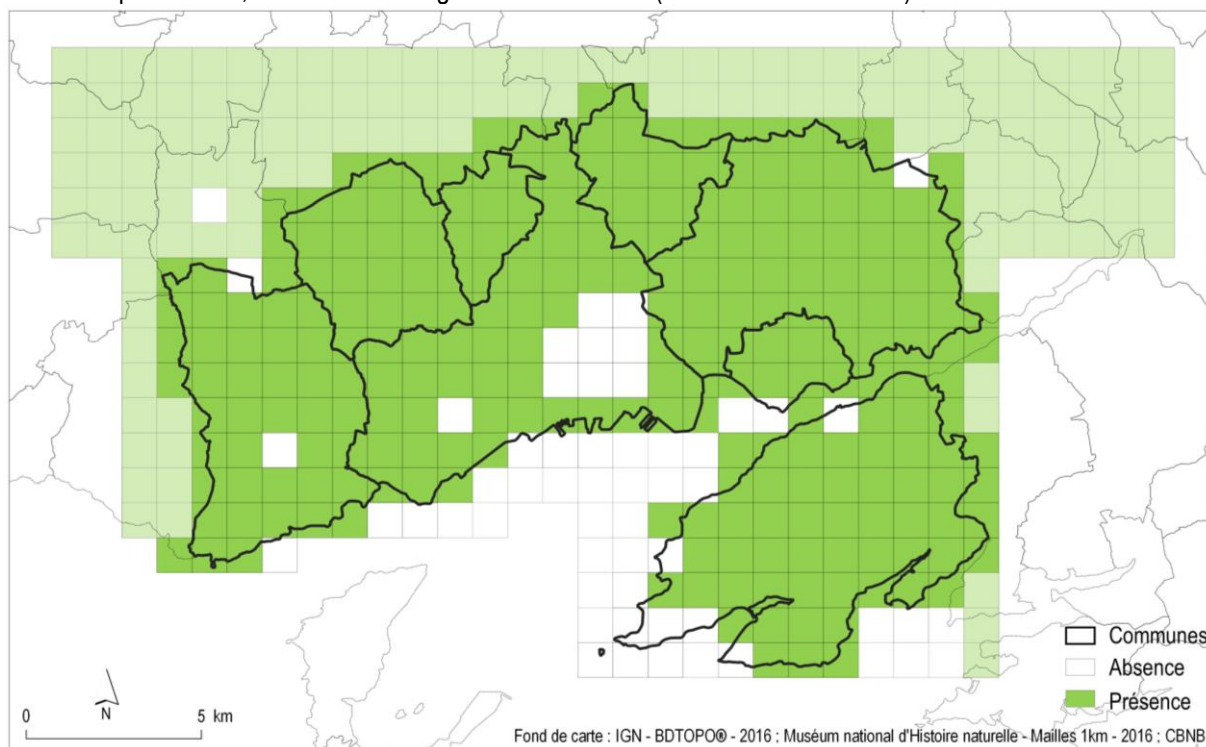 Communes
Absence
Présence
0 N 5 km
Fond de carte : IGN - BDTOPO® - 2016 ; Muséum national d'Histoire naturelle - Mailles 1km - 2016 ; CBNB